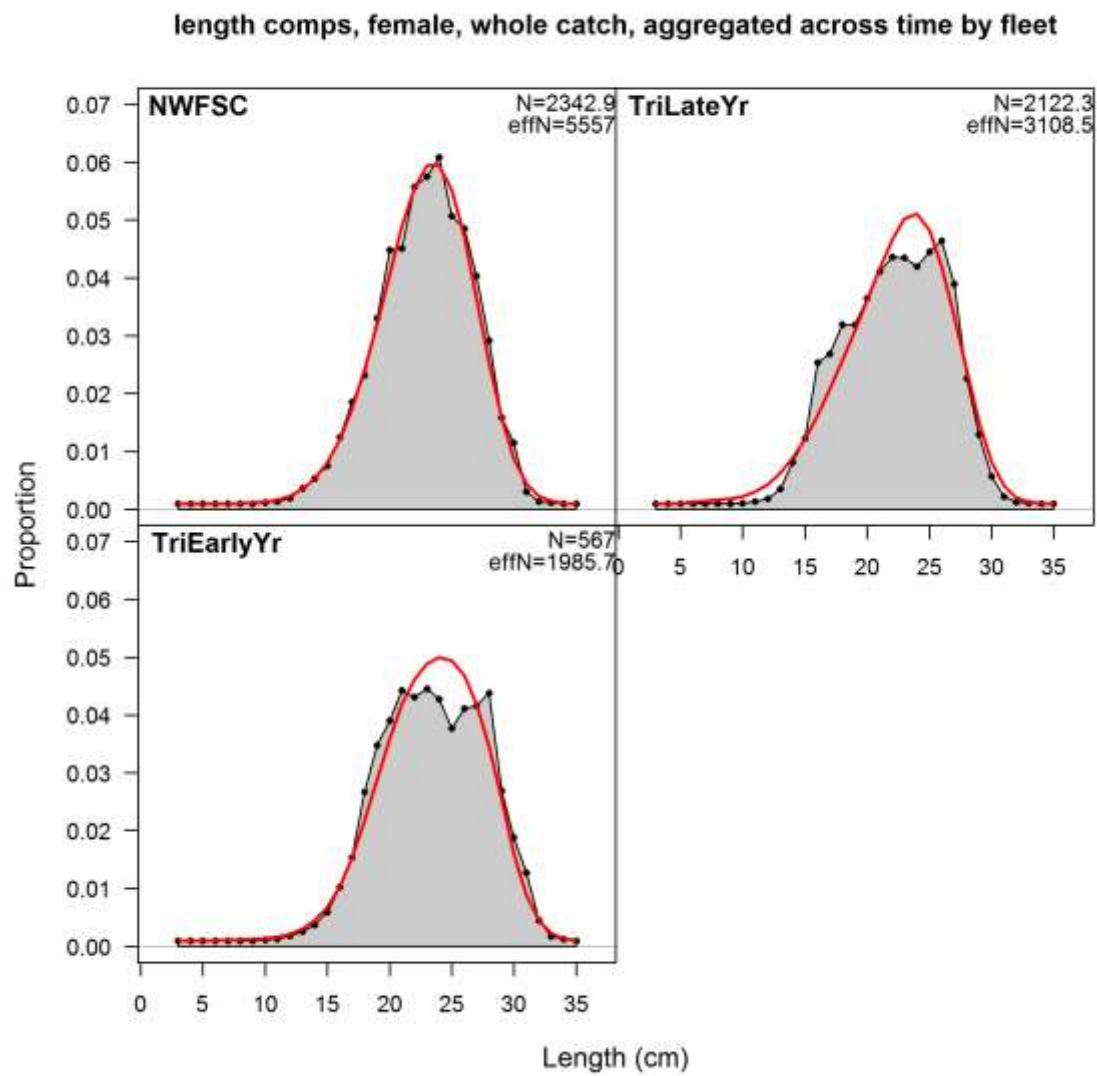 length comps, female, whole catch, aggregated across time by fleet
NWFSC
N=2342.9
effN=5557
TriLateYr
N=2122.3
effN=3108.5
0.07
0.06
0.05
0.04
0.03
0.02
0.01
0.00
TriEarlyYr
N=567
effN=1985.7
0 5 10 15 20 25 30 35
0.07
0.06
0.05
0.04
0.03
0.02
0.01
0.00
0 5 10 15 20 25 30 35
Proportion
Length (cm)